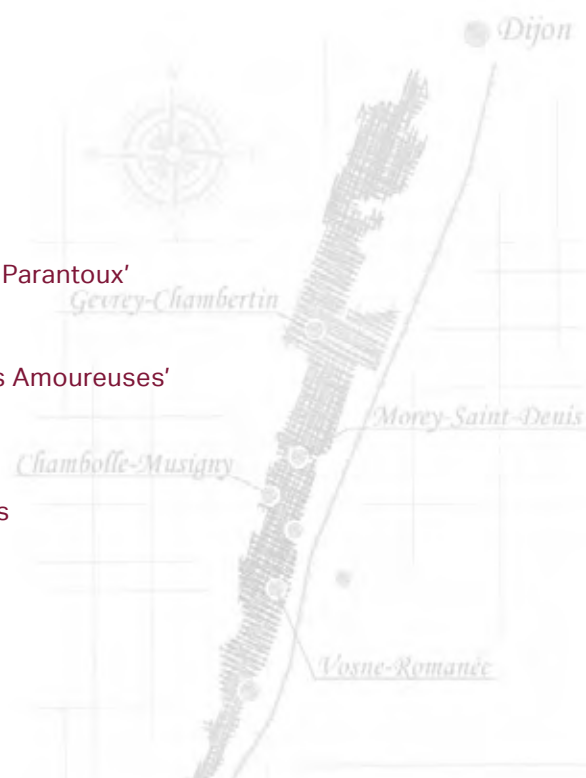 Dijon
Parantoux’
Gevrey-Chambertin
s Amoureuses’
Morey-Saint-Denis
Chambolle-Musigny
s
Vosne-Romanée